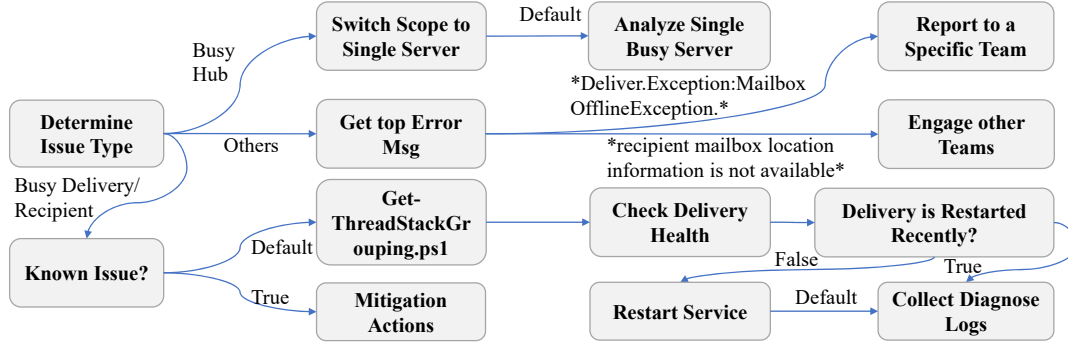 Switch Scope to
Single Server
Default
Analyze Single
Busy Server
Report to a
Specific Team
Busy
Hub
*Deliver.Exception:Mailbox
OfflineException.*
Determine
Issue Type
Others
Get top Error
Msg
Engage other
Teams
*recipient mailbox location
information is not available*
Busy Delivery/
Recipient
Get-
ThreadStackGr
ouping.ps1
Check Delivery
Health
Delivery is Restarted
Recently?
Known Issue?
Default
False
True
True
Mitigation
Actions
Restart Service
Default
Collect Diagnose
Logs